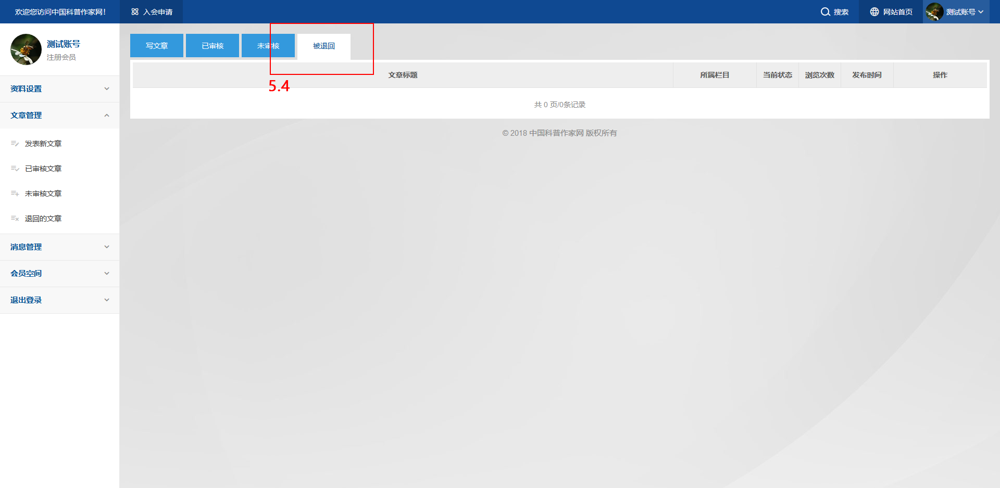 欢迎您访问中国科普作家网！ 入会申请 搜索 网站首页 测试账号
测试账号
注册会员
资料设置
文章管理
发表新文章
已审核文章
未审核文章
退回的文章
消息管理
会员空间
退出登录
写文章 已审核 未审核 被退回
5.4
文章标题 所属栏目 当前状态 浏览次数 发布时间 操作
共 0 页/0条记录
© 2018 中国科普作家网 版权所有